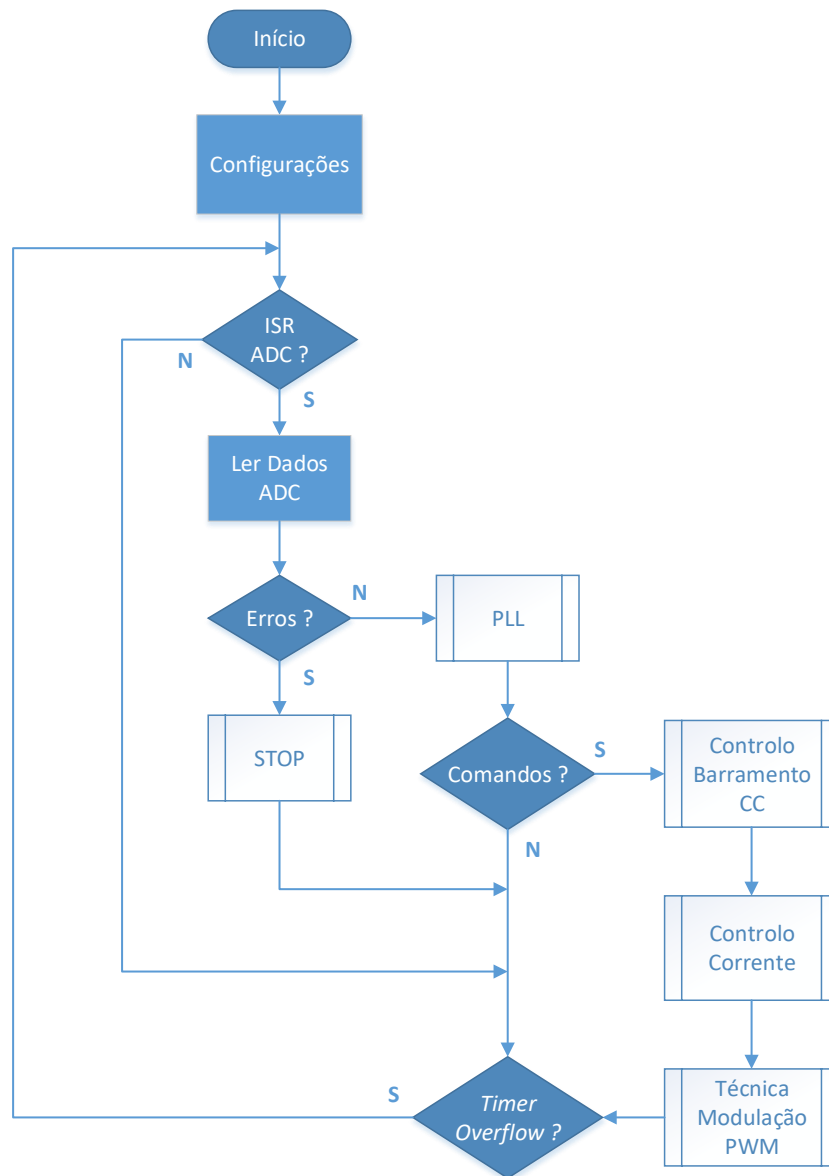 Início
Configurações
ISR
ADC ?
N
S
Ler Dados
ADC
Erros ?
N
S
PLL
STOP
Comandos ?
S
N
Controlo
Barramento
CC
Controlo
Corrente
Técnica
Modulação
PWM
Timer
Overflow ?
S